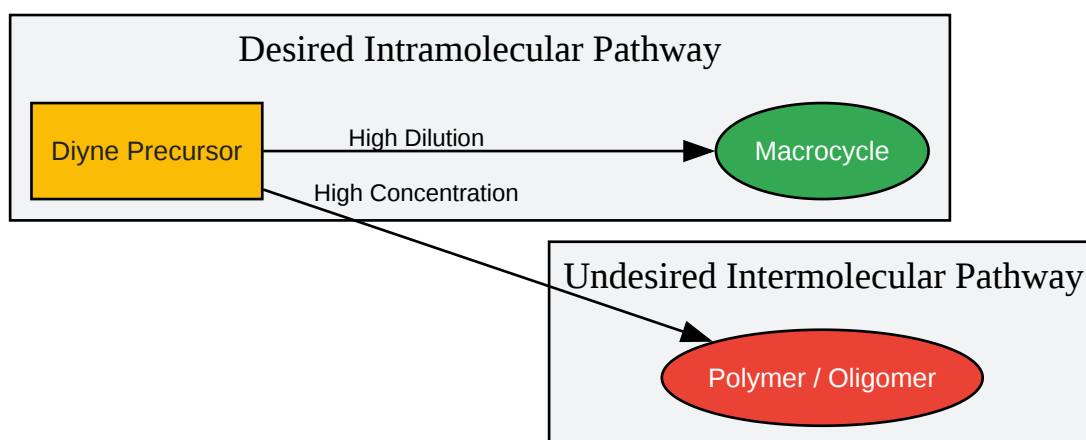 Desired Intramolecular Pathway
Diyne Precursor
High Dilution
Macrocycle
High Concentration
Undesired Intermolecular Pathway
Polymer / Oligomer